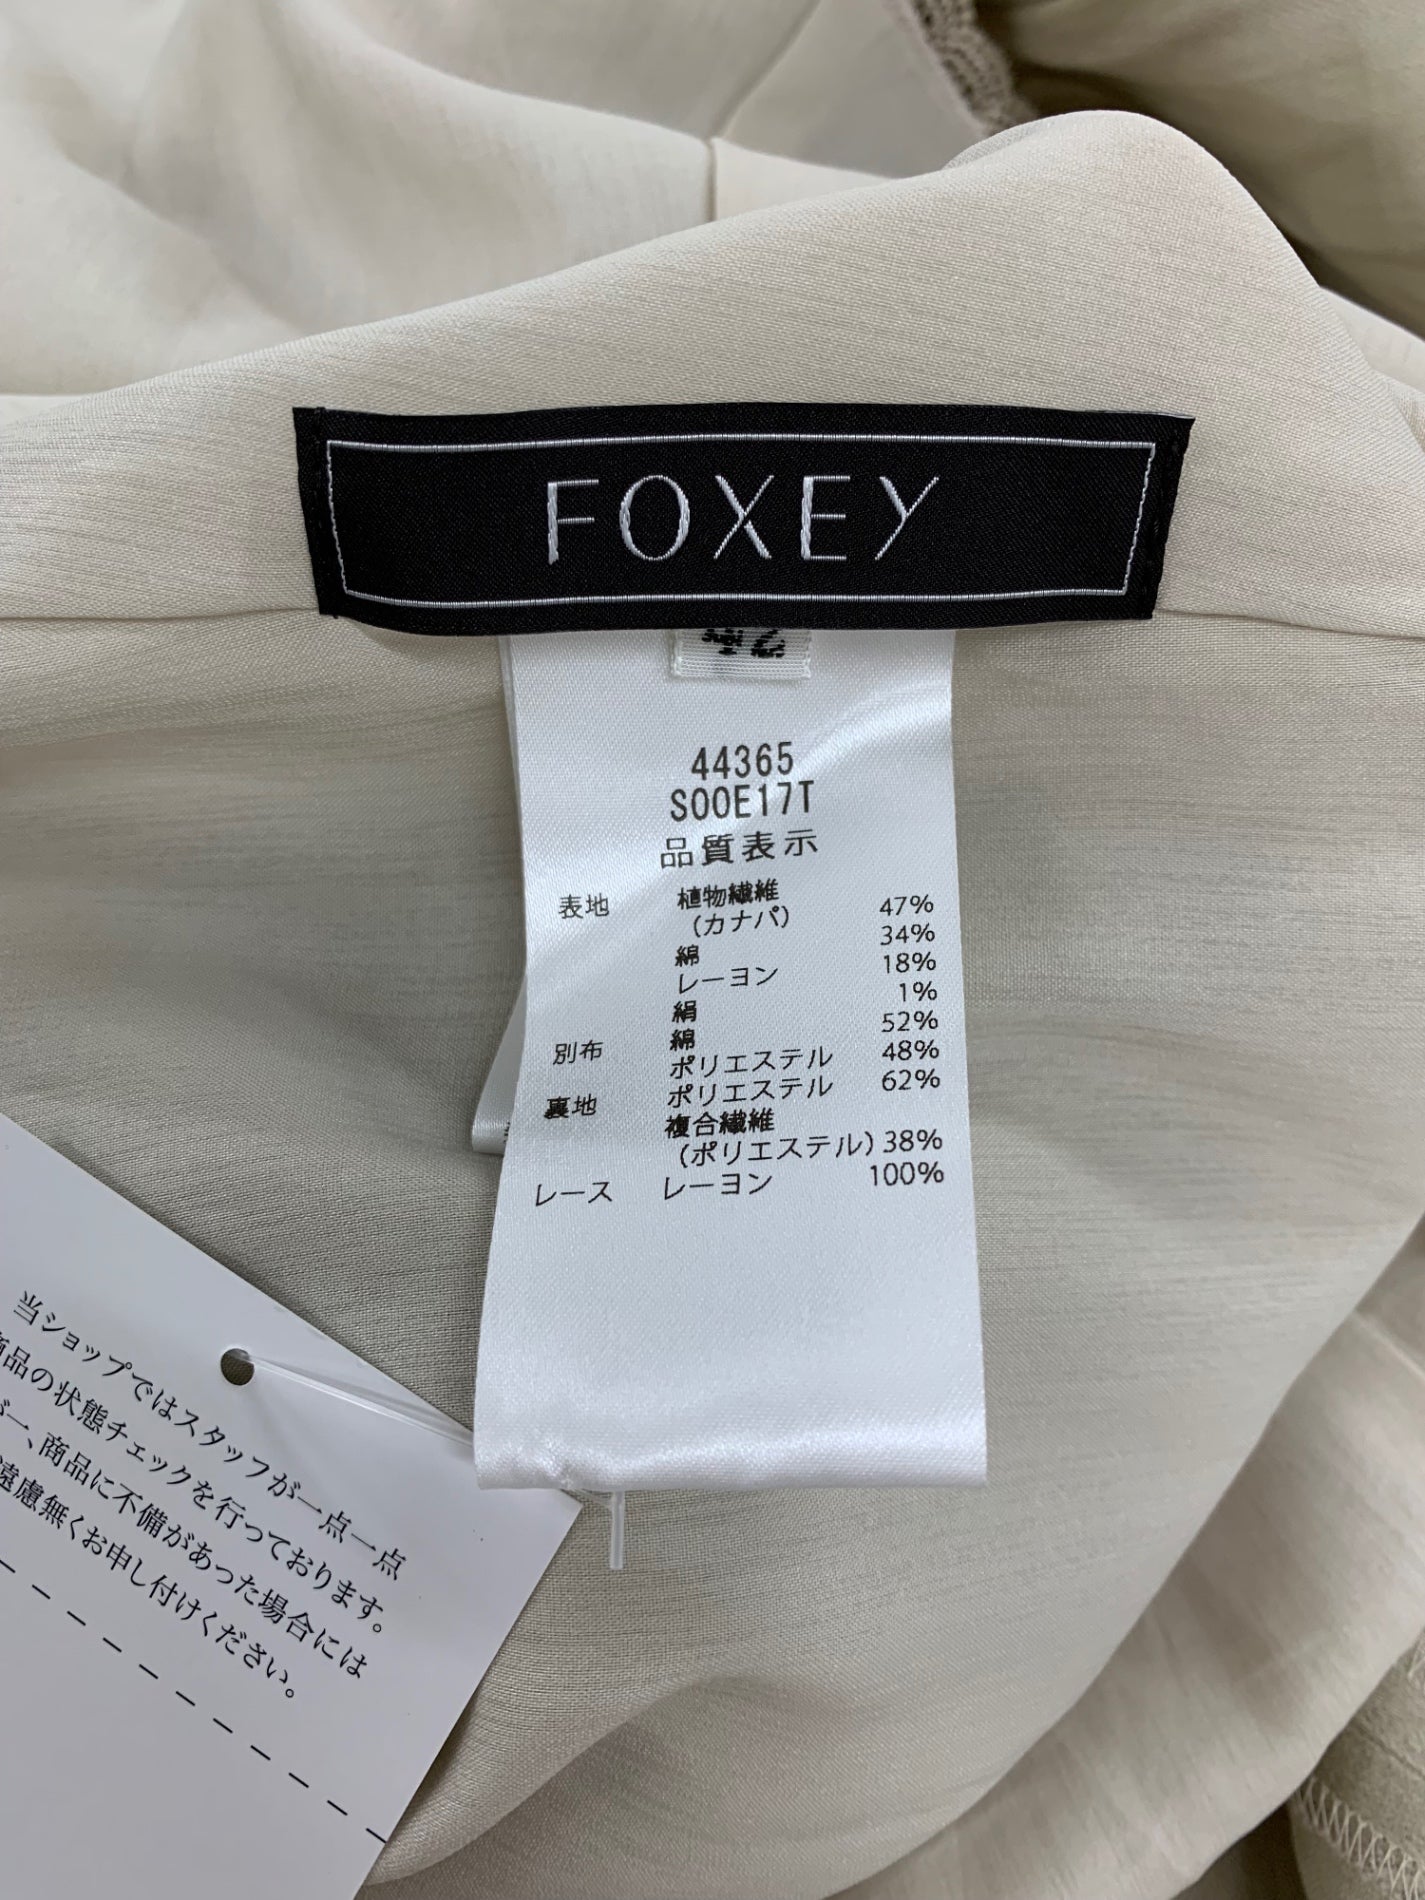 FOXEY
42
44365
S00E17T
品質表示
表地 植物繊維
(カナパ) 47%
綿 34%
レーヨン 18%
絹 1%
別布 綿 52%
ポリエステル 48%
裏地 ポリエステル 62%
複合繊維
(ポリエステル) 38%
レース レーヨン 100%
当ショップではスタッフが一点一点
商品の状態チェックを行っております。
が一、商品に不備があった場合には
遠慮無くお申し付けください。